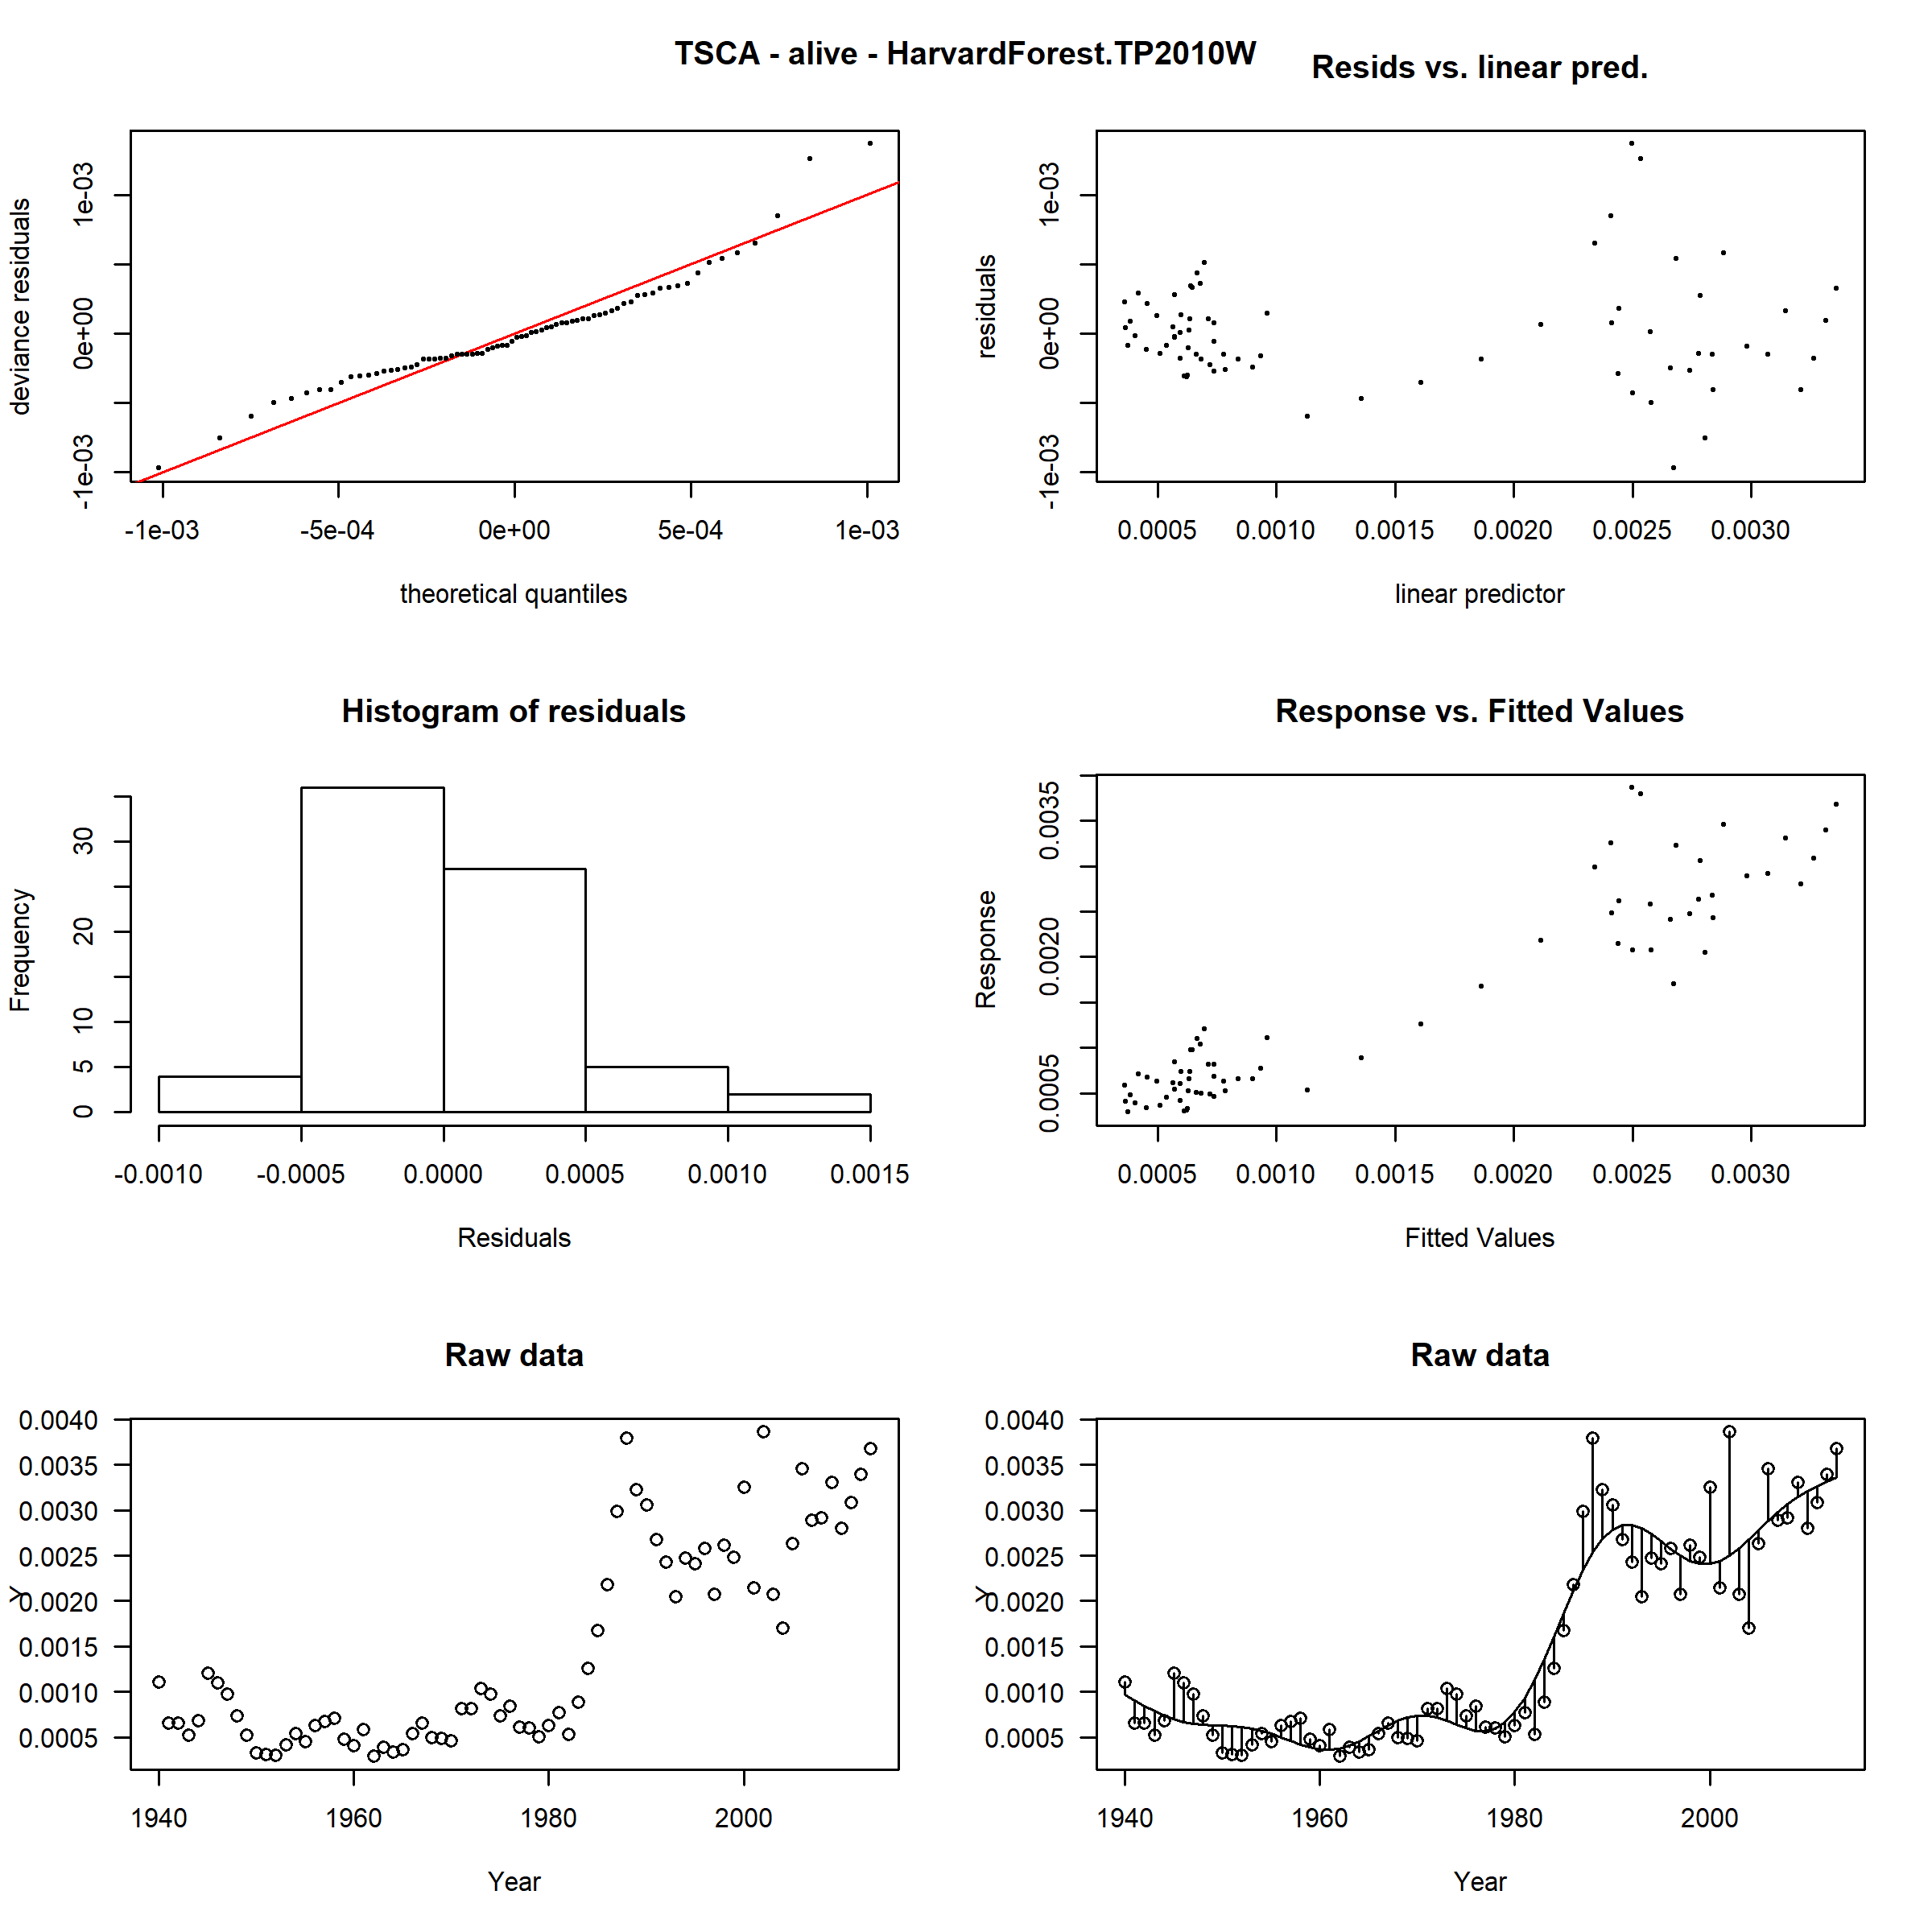 TSCA - alive - HarvardForest.TP2010W
Resids vs. linear pred.
deviance residuals
1e-03
0e+00
-1e-03
-1e-03 -5e-04 0e+00 5e-04 1e-03
theoretical quantiles
residuals
1e-03
0e+00
-1e-03
0.0005 0.0010 0.0015 0.0020 0.0025 0.0030
linear predictor
Histogram of residuals
Frequency
30
20
10
5
0
-0.0010 -0.0005 0.0000 0.0005 0.0010 0.0015
Residuals
Response vs. Fitted Values
Response
0.0035
0.0020
0.0005
0.0005 0.0010 0.0015 0.0020 0.0025 0.0030
Fitted Values
Raw data
Y
0.0040
0.0035
0.0030
0.0025
0.0020
0.0015
0.0010
0.0005
1940 1960 1980 2000
Year
Raw data
Y
0.0040
0.0035
0.0030
0.0025
0.0020
0.0015
0.0010
0.0005
1940 1960 1980 2000
Year